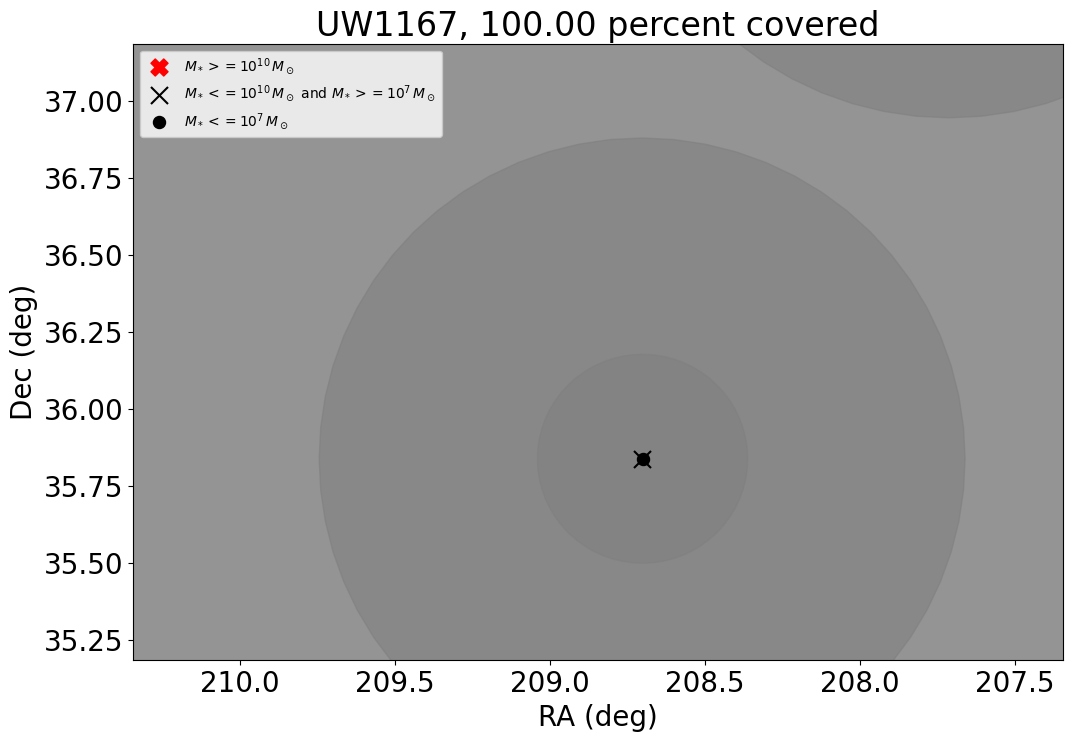 UW1167, 100.00 percent covered
M* >= 10^10 M⊙
M* <= 10^10 M⊙ and M* >= 10^7 M⊙
M* <= 10^7 M⊙
37.00
36.75
36.50
36.25
36.00
35.75
35.50
35.25
Dec (deg)
210.0 209.5 209.0 208.5 208.0 207.5
RA (deg)